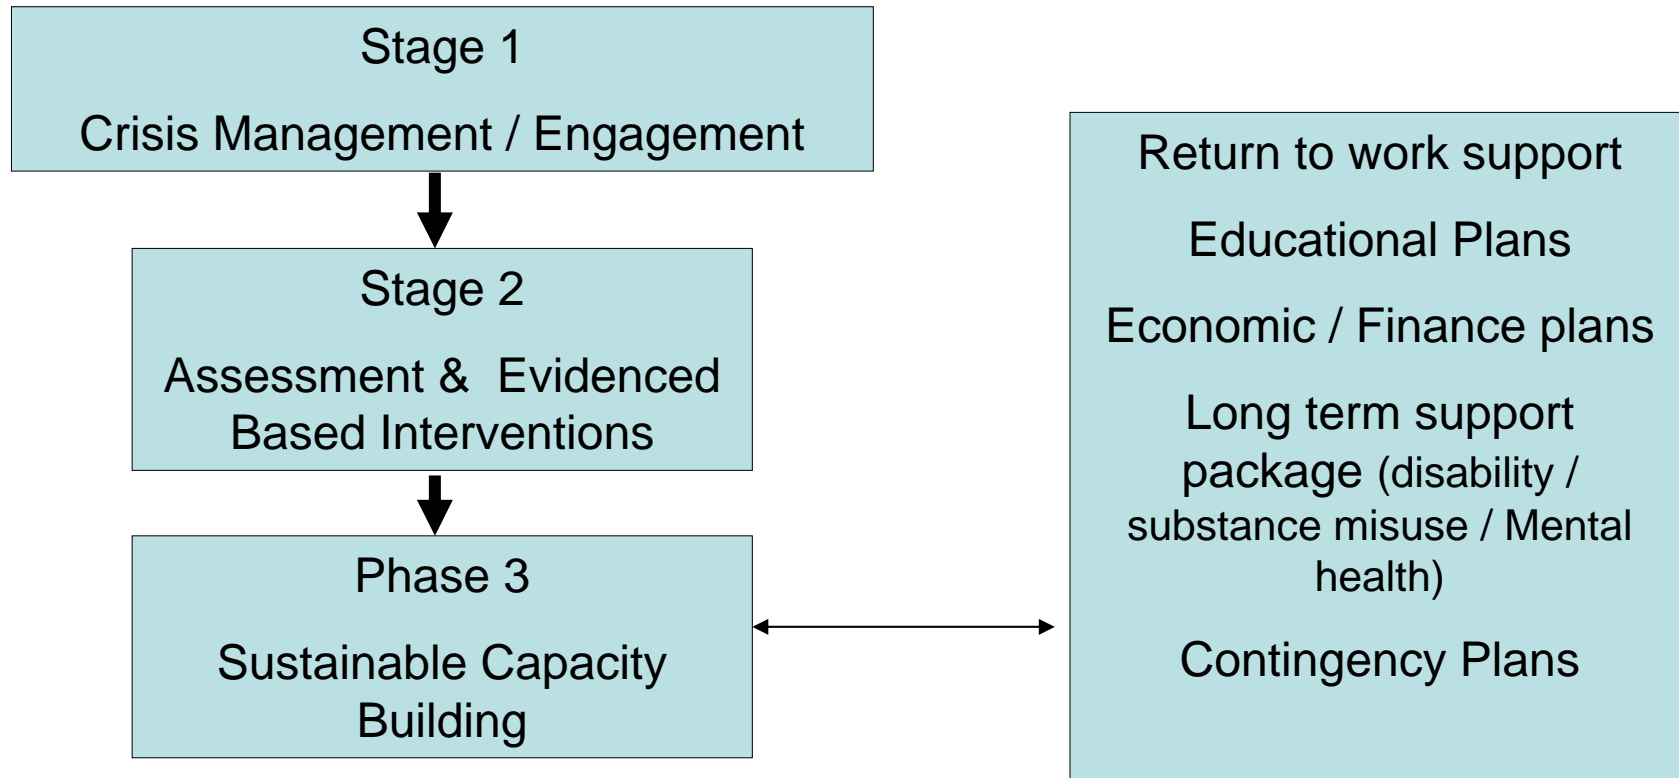 Stage 1
Crisis Management / Engagement
Stage 2
Assessment &  Evidenced
Based Interventions
Phase 3
Sustainable Capacity
Building
Return to work support
Educational Plans
Economic / Finance plans
Long term support
package (disability /
substance misuse / Mental
health)
Contingency Plans